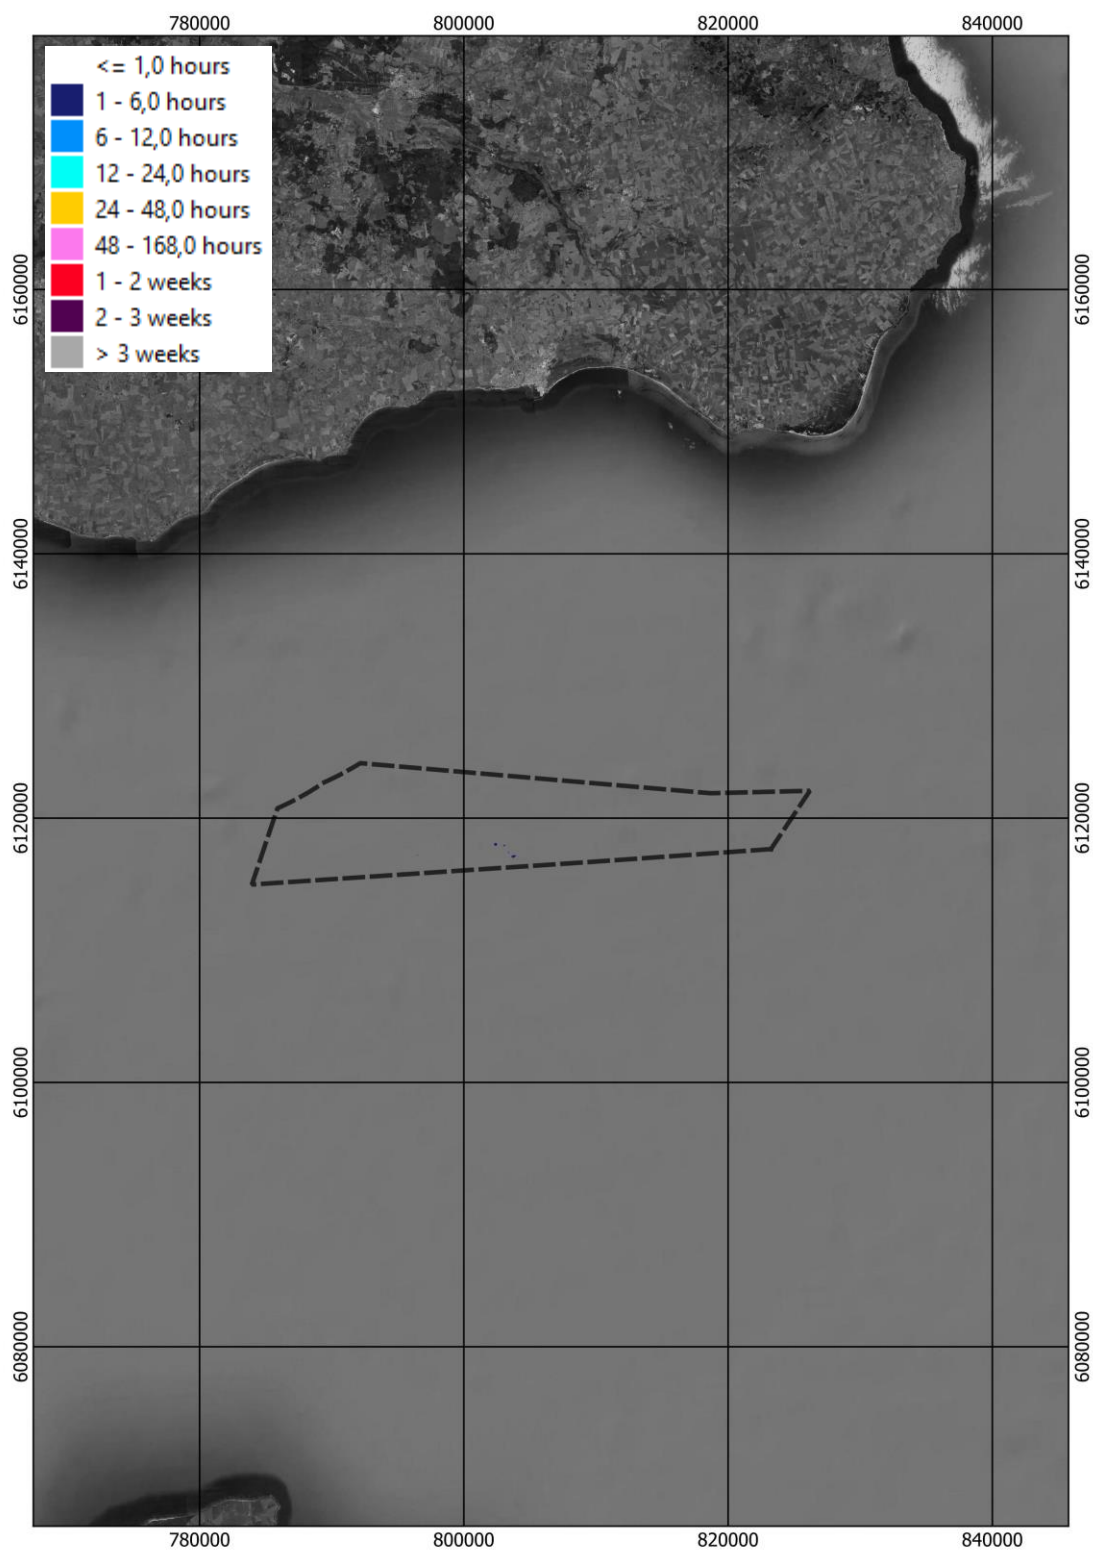 780000 800000 820000 840000
<= 1,0 hours
1 - 6,0 hours
6 - 12,0 hours
12 - 24,0 hours
24 - 48,0 hours
48 - 168,0 hours
1 - 2 weeks
2 - 3 weeks
> 3 weeks
6160000 6160000
6140000 6140000
6120000 6120000
6100000 6100000
6080000 6080000
780000 800000 820000 840000